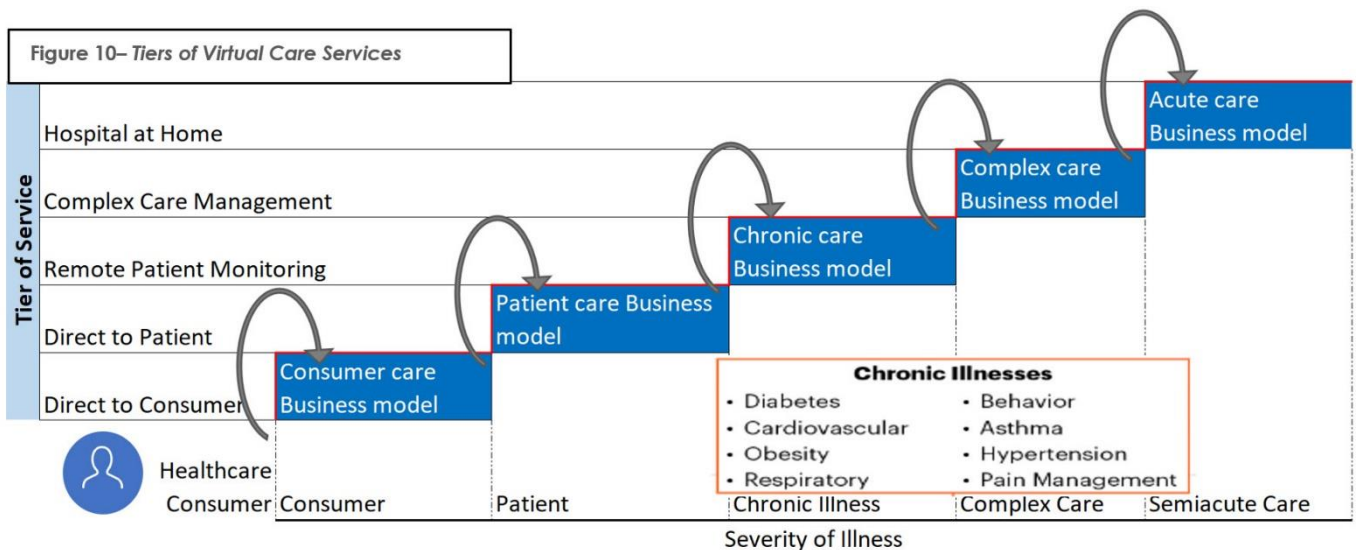 Figure 10– Tiers of Virtual Care Services
Tier of Service
Hospital at Home
Acute care
Business model
Complex Care Management
Complex care
Business model
Remote Patient Monitoring
Chronic care
Business model
Direct to Patient
Patient care Business
model
Direct to Consumer
Consumer care
Business model
Chronic Illnesses
• Diabetes
• Cardiovascular
• Obesity
• Respiratory
• Behavior
• Asthma
• Hypertension
• Pain Management
Healthcare
Consumer
Consumer
Patient
Chronic Illness
Complex Care
Semiacute Care
Severity of Illness